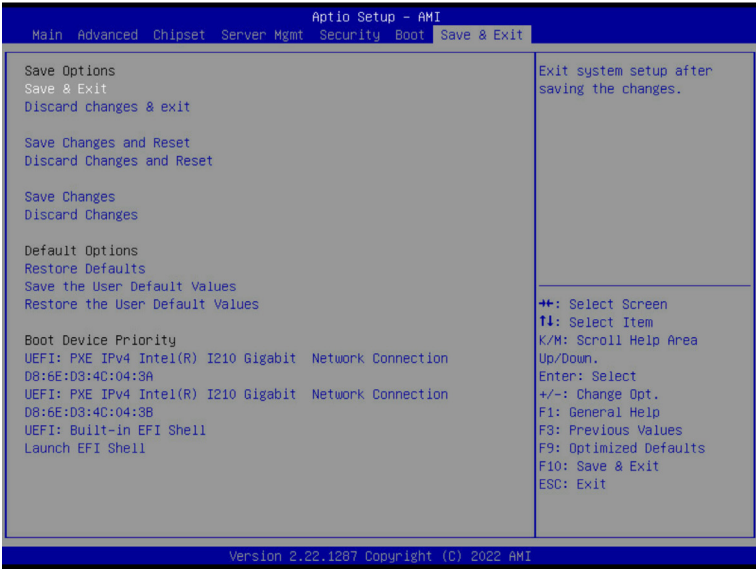 Aptio Setup – AMI
Main Advanced Chipset Server Mgmt Security Boot Save & Exit
Save Options
Save & Exit
Discard changes & exit
Save Changes and Reset
Discard Changes and Reset
Save Changes
Discard Changes
Default Options
Restore Defaults
Save the User Default Values
Restore the User Default Values
Boot Device Priority
UEFI: PXE IPv4 Intel(R) I210 Gigabit  Network Connection
D8:6E:D3:4C:04:3A
UEFI: PXE IPv4 Intel(R) I210 Gigabit  Network Connection
D8:6E:D3:4C:04:3B
UEFI: Built-in EFI Shell
Launch EFI Shell
Exit system setup after
saving the changes.
→←: Select Screen
↑↓: Select Item
K/M: Scroll Help Area
Up/Down.
Enter: Select
+/-: Change Opt.
F1: General Help
F3: Previous Values
F9: Optimized Defaults
F10: Save & Exit
ESC: Exit
Version 2.22.1287 Copyright (C) 2022 AMI